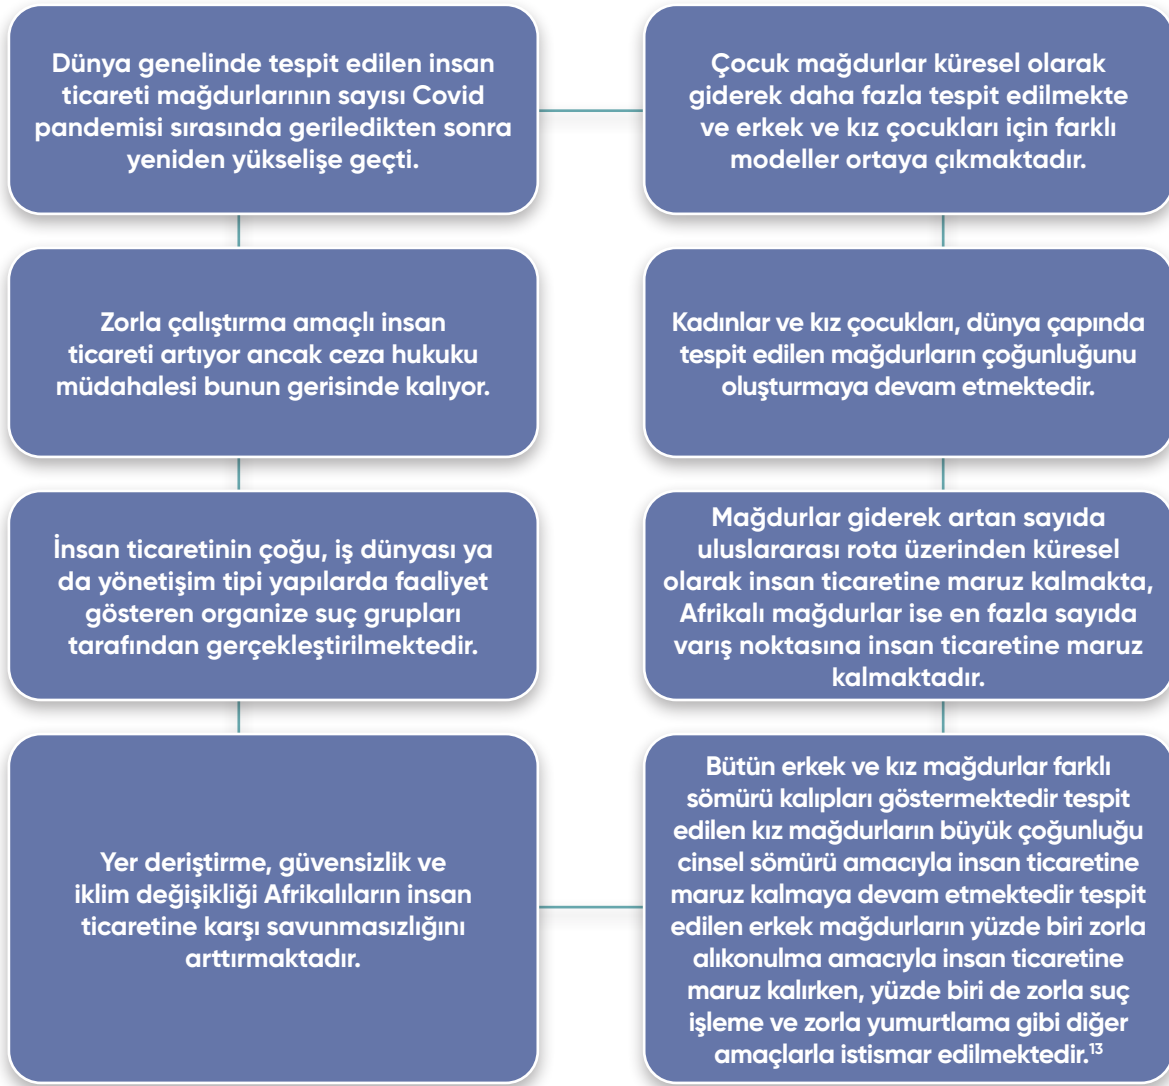 Dünya genelinde tespit edilen insan
ticareti mağdurlarının sayısı Covid
pandemisi sırasında geriledikten sonra
yeniden yükselişe geçti.
Zorla çalıştırma amaçlı insan
ticareti artıyor ancak ceza hukuku
müdahalesi bunun gerisinde kalıyor.
İnsan ticaretinin çoğu, iş dünyası ya
da yönetişim tipi yapılarda faaliyet
gösteren organize suç grupları
tarafından gerçekleştirilmektedir.
Yer deriştirme, güvensizlik ve
iklim değişikliği Afrikalıların insan
ticaretine karşı savunmasızlığını
arttırmaktadır.
Çocuk mağdurlar küresel olarak
giderek daha fazla tespit edilmekte
ve erkek ve kız çocukları için farklı
modeller ortaya çıkmaktadır.
Kadınlar ve kız çocukları, dünya çapında
tespit edilen mağdurların çoğunluğunu
oluşturmaya devam etmektedir.
Mağdurlar giderek artan sayıda
uluslararası rota üzerinden küresel
olarak insan ticaretine maruz kalmakta,
Afrikalı mağdurlar ise en fazla sayıda
varış noktasına insan ticaretine maruz
kalmaktadır.
Bütün erkek ve kız mağdurlar farklı
sömürü kalıpları göstermektedir tespit
edilen kız mağdurların büyük çoğunluğu
cinsel sömürü amacıyla insan ticaretine
maruz kalmaya devam etmektedir tespit
edilen erkek mağdurların yüzde biri zorla
alıkonulma amacıyla insan ticaretine
maruz kalırken, yüzde biri de zorla suç
işleme ve zorla yumurtlama gibi diğer
amaçlarla istismar edilmektedir.13